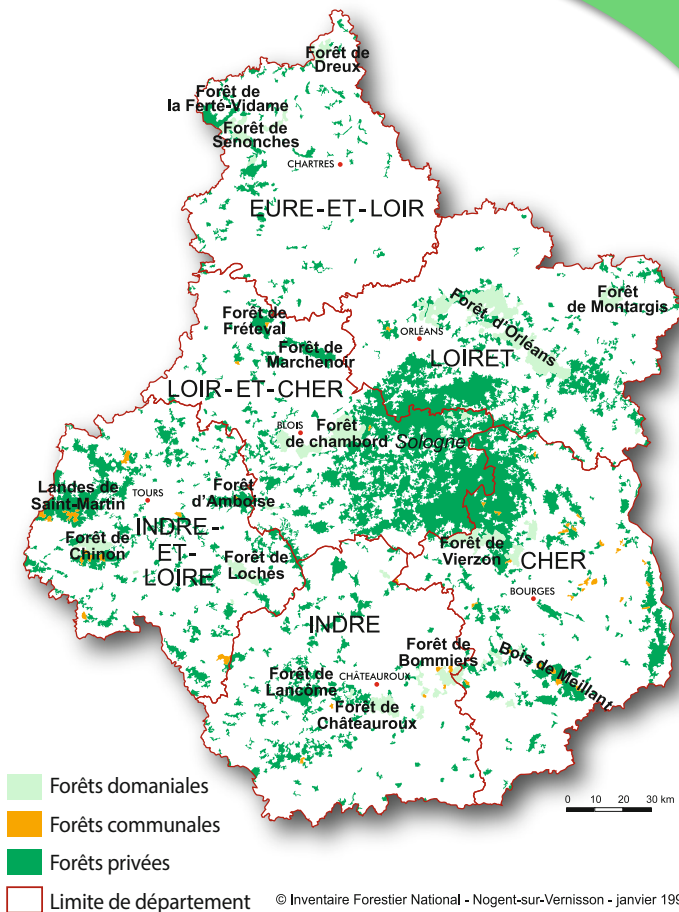 Forêt de
Dreux
Forêt de
la Ferté-Vidame
Forêt de
Senonches
CHARTRES
EURE-ET-LOIR
Forêt
de Montargis
Forêt d'Orléans
Forêt de
Fréteval
ORLÉANS
Forêt de
Marchenoir
LOIRET
LOIR-ET-CHER
BLOIS
Forêt
de chambord
Sologne
Landes de
Saint-Martin
TOURS
Forêt
d'Amboise
INDRE-
ET-
LOIRE
Forêt de
Chinon
Forêt de
Loches
Forêt de
Vierzon
CHER
BOURGES
INDRE
Forêt de
Bommiers
Bois de Meillant
Forêt de
Lancome
CHÂTEAUROUX
Forêt de
Châteauroux
Forêts domaniales
Forêts communales
Forêts privées
Limite de département
0 10 20 30 km
© Inventaire Forestier National - Nogent-sur-Vernisson - janvier